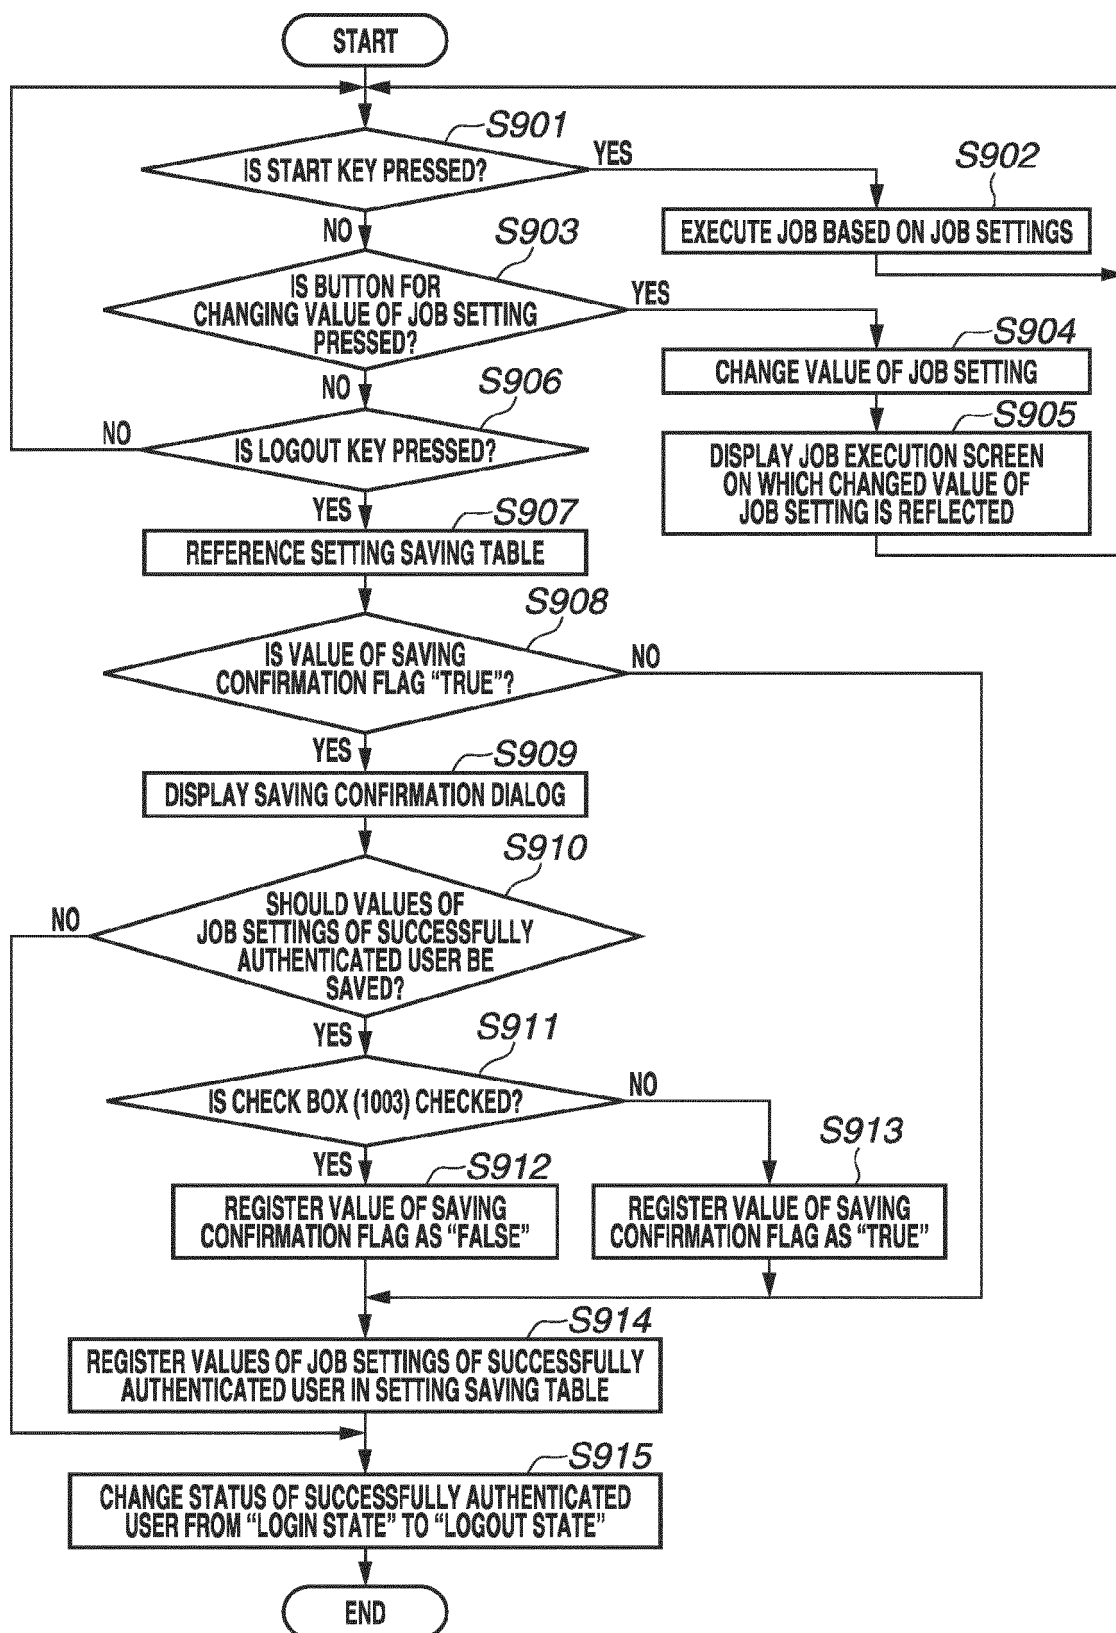 START
S901
IS START KEY PRESSED?
YES
S902
EXECUTE JOB BASED ON JOB SETTINGS
NO
S903
IS BUTTON FOR
CHANGING VALUE OF JOB SETTING
PRESSED?
YES
S904
CHANGE VALUE OF JOB SETTING
S905
DISPLAY JOB EXECUTION SCREEN
ON WHICH CHANGED VALUE OF
JOB SETTING IS REFLECTED
NO
S906
IS LOGOUT KEY PRESSED?
NO
YES
S907
REFERENCE SETTING SAVING TABLE
S908
IS VALUE OF SAVING
CONFIRMATION FLAG “TRUE”?
NO
YES
S909
DISPLAY SAVING CONFIRMATION DIALOG
S910
SHOULD VALUES OF
JOB SETTINGS OF SUCCESSFULLY
AUTHENTICATED USER BE
SAVED?
NO
YES
S911
IS CHECK BOX (1003) CHECKED?
NO
YES
S912
REGISTER VALUE OF SAVING
CONFIRMATION FLAG AS “FALSE”
S913
REGISTER VALUE OF SAVING
CONFIRMATION FLAG AS “TRUE”
S914
REGISTER VALUES OF JOB SETTINGS OF SUCCESSFULLY
AUTHENTICATED USER IN SETTING SAVING TABLE
S915
CHANGE STATUS OF SUCCESSFULLY AUTHENTICATED
USER FROM “LOGIN STATE” TO “LOGOUT STATE”
END